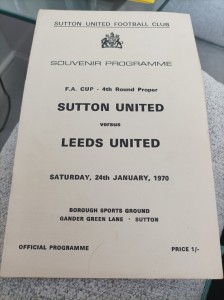 SUTTON UNITED FOOTBALL CLUB
SOUVENIR PROGRAMME
F.A. CUP - 4th Round Proper
SUTTON UNITED
versus
LEEDS UNITED
SATURDAY, 24th JANUARY, 1970
BOROUGH SPORTS GROUND
GANDER GREEN LANE · SUTTON
OFFICIAL PROGRAMME PRICE 1/-